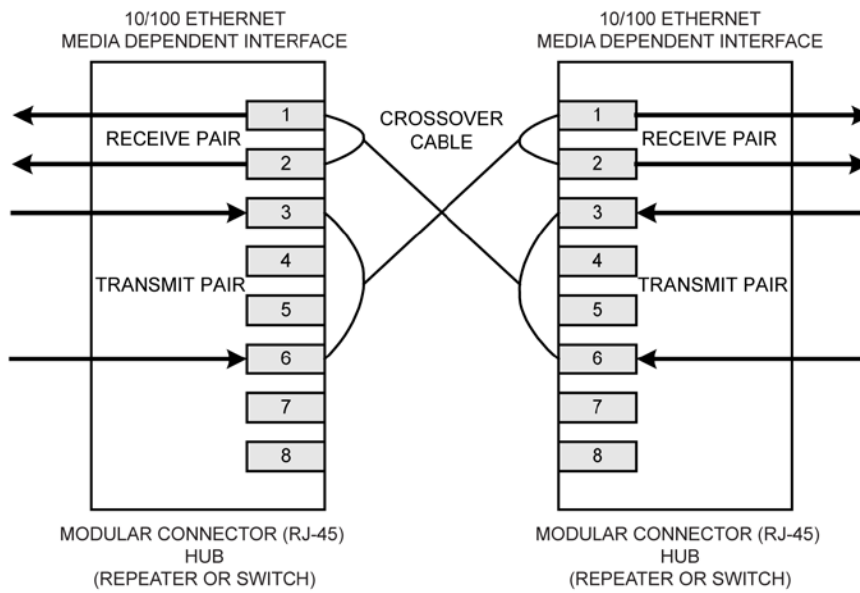 10/100 ETHERNET
MEDIA DEPENDENT INTERFACE
10/100 ETHERNET
MEDIA DEPENDENT INTERFACE
1
RECEIVE PAIR
2
3
4
TRANSMIT PAIR
5
6
7
8
CROSSOVER
CABLE
1
RECEIVE PAIR
2
3
4
TRANSMIT PAIR
5
6
7
8
MODULAR CONNECTOR (RJ-45)
HUB
(REPEATER OR SWITCH)
MODULAR CONNECTOR (RJ-45)
HUB
(REPEATER OR SWITCH)